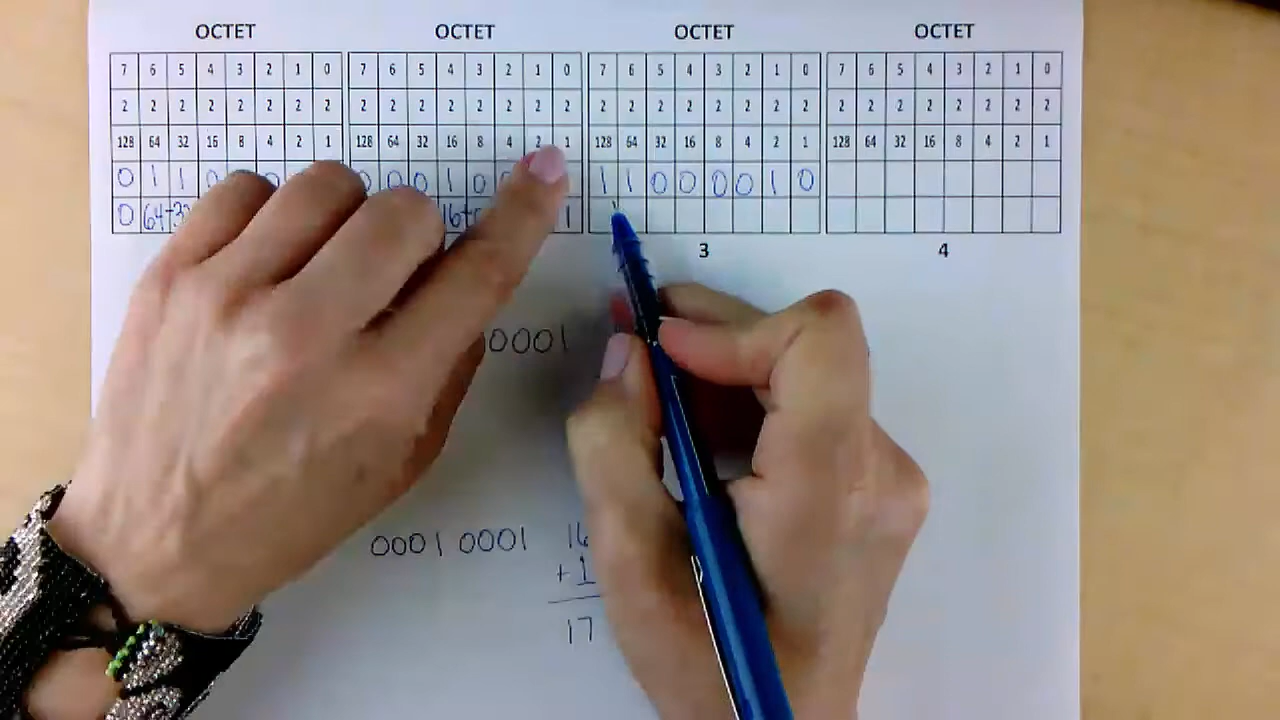 OCTET OCTET OCTET OCTET
7 6 5 4 3 2 1 0 7 6 5 4 3 2 1 0 7 6 5 4 3 2 1 0 7 6 5 4 3 2 1 0
2 2 2 2 2 2 2 2 2 2 2 2 2 2 2 2 2 2 2 2 2 2 2 2 2 2 2 2 2 2 2 2
128 64 32 16 8 4 2 1 128 64 32 16 8 4 2 1 128 64 32 16 8 4 2 1 128 64 32 16 8 4 2 1
0 1 1 0 0 0 1 0 1 1 0 0 0 0 1 0
0 64+32 16+ 1
3 4
0001
0001 0001 16
+ 1
17